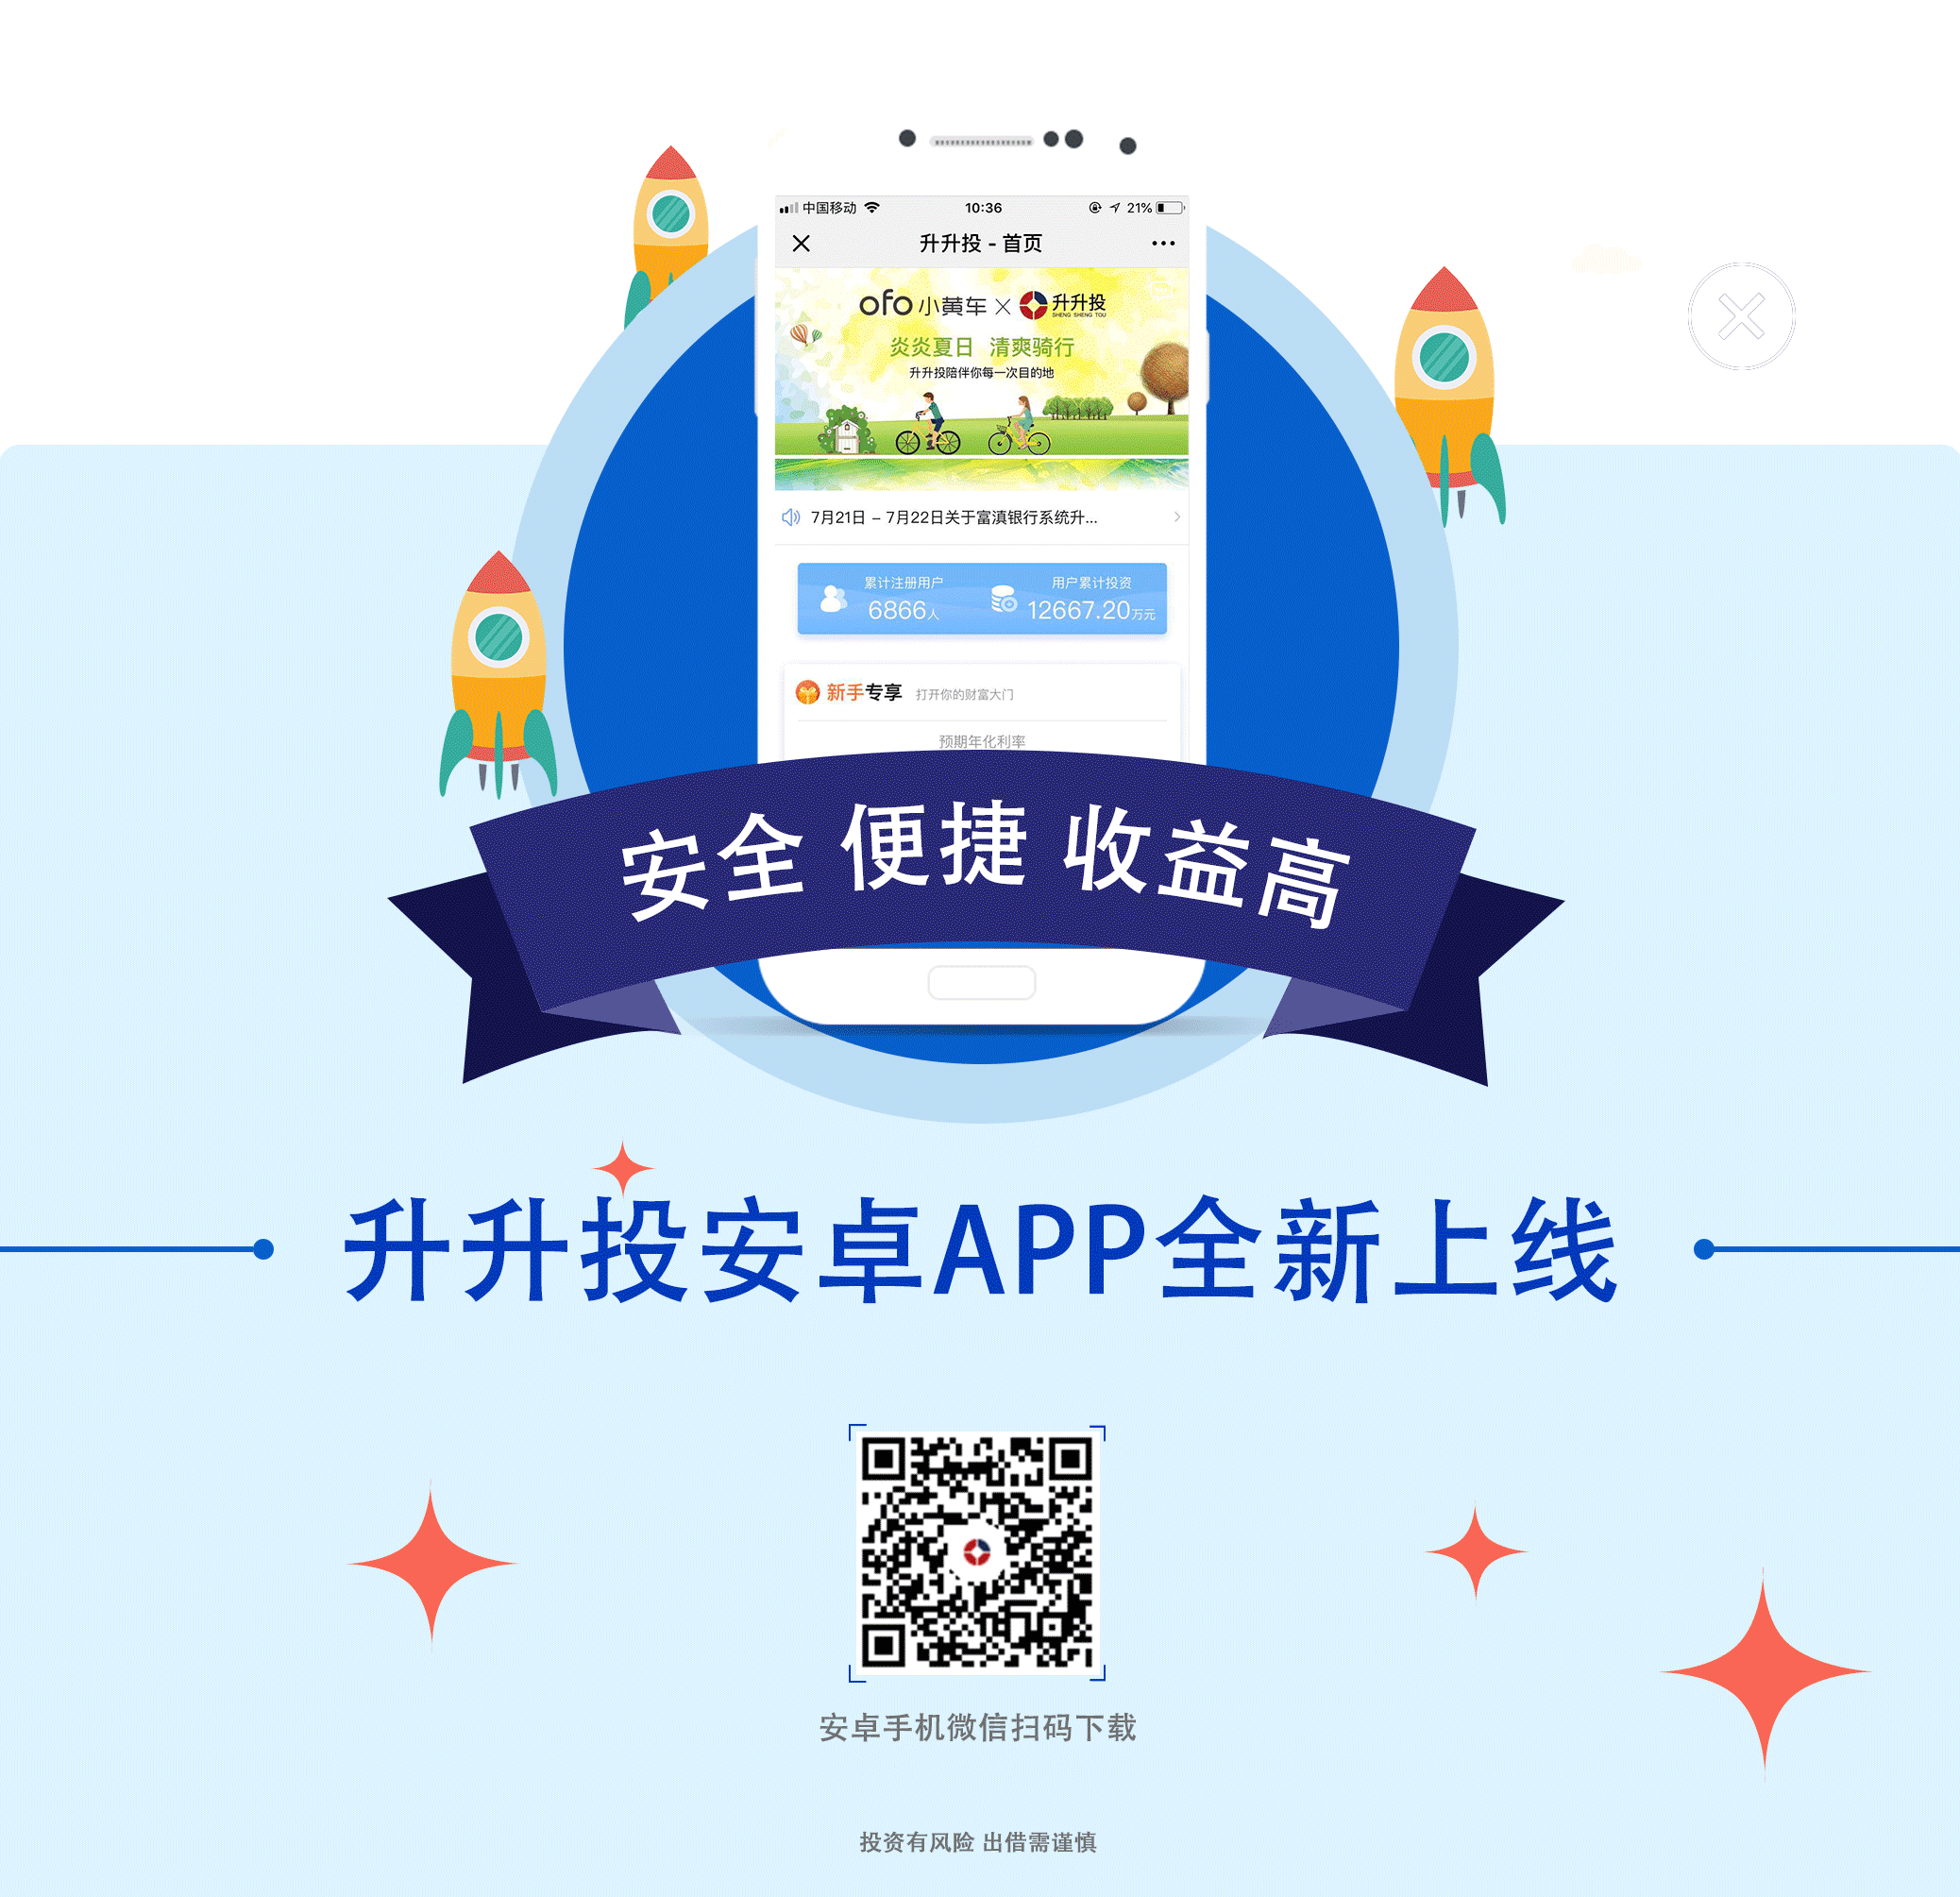 中国移动 10:36 21%
升升投 - 首页
ofo 小黄车 × 升升投
SHENG SHENG TOU
炎炎夏日 清爽骑行
升升投陪伴你每一次目的地
7月21日 – 7月22日关于富滇银行系统升...
累计注册用户 用户累计投资
6866人 12667.20万元
新手专享 打开你的财富大门
预期年化利率
安全 便捷 收益高
升升投安卓APP全新上线
安卓手机微信扫码下载
投资有风险 出借需谨慎